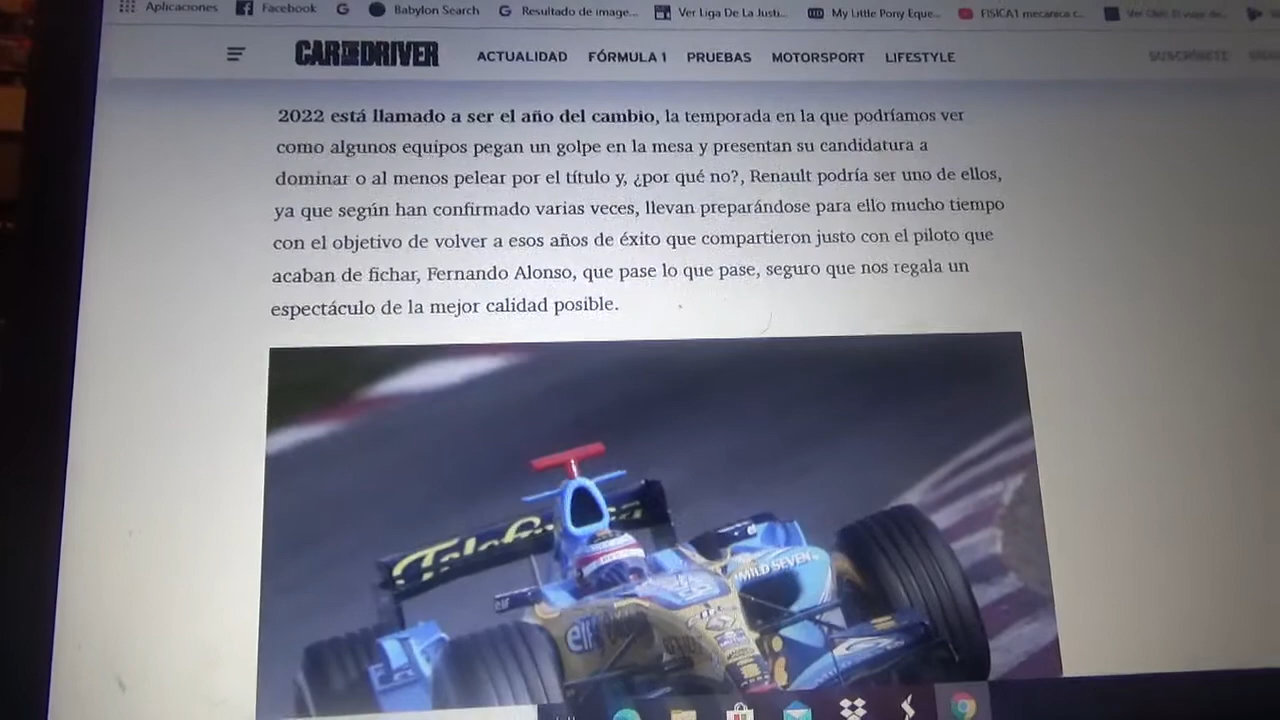 Aplicaciones Facebook Babylon Search Resultado de image... Ver Liga De La Justi... My Little Pony Eque... FISICA1 mecanica c...
CAR AND DRIVER ACTUALIDAD FÓRMULA 1 PRUEBAS MOTORSPORT LIFESTYLE SUSCRÍBETE
2022 está llamado a ser el año del cambio, la temporada en la que podríamos ver
como algunos equipos pegan un golpe en la mesa y presentan su candidatura a
dominar o al menos pelear por el título y, ¿por qué no?, Renault podría ser uno de ellos,
ya que según han confirmado varias veces, llevan preparándose para ello mucho tiempo
con el objetivo de volver a esos años de éxito que compartieron justo con el piloto que
acaban de fichar, Fernando Alonso, que pase lo que pase, seguro que nos regala un
espectáculo de la mejor calidad posible.
Telefónica
MILD SEVEN
elf
elf